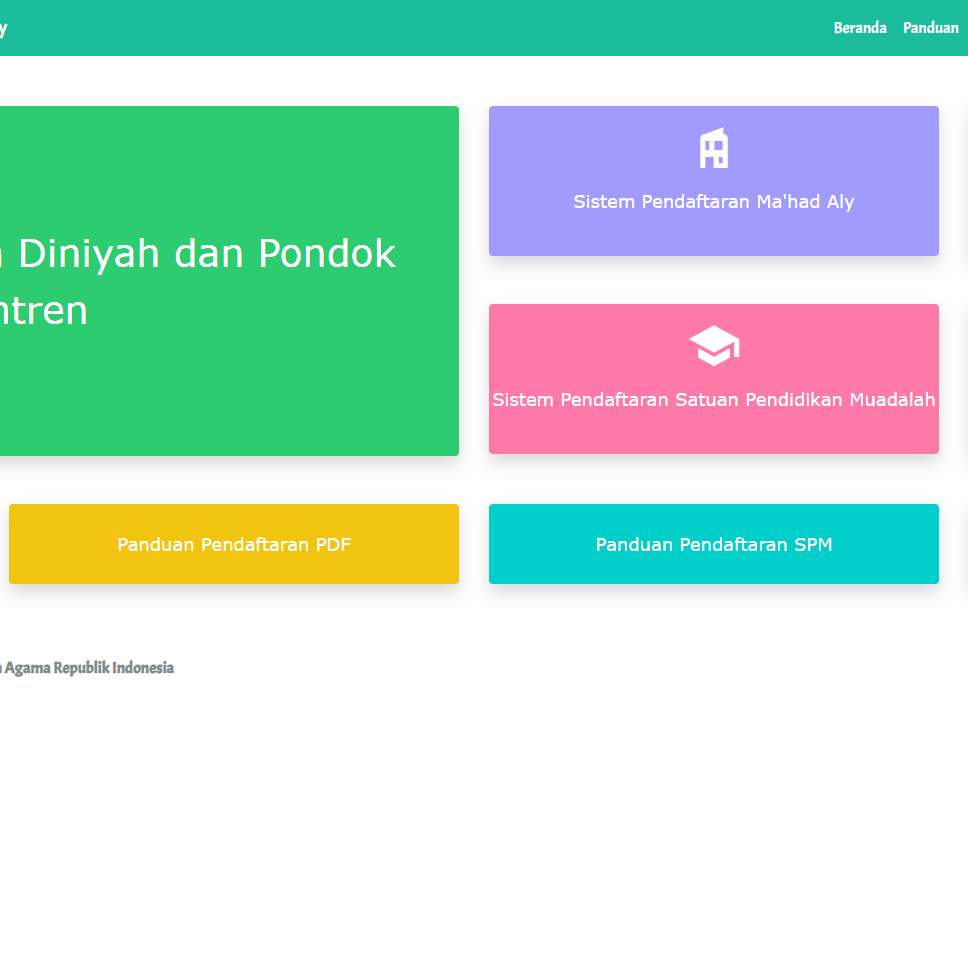 Beranda Panduan
Diniyah dan Pondok
Sistem Pendaftaran Ma'had Aly
Sistem Pendaftaran Satuan Pendidikan Muadalah
Panduan Pendaftaran PDF
Panduan Pendaftaran SPM
Agama Republik Indonesia